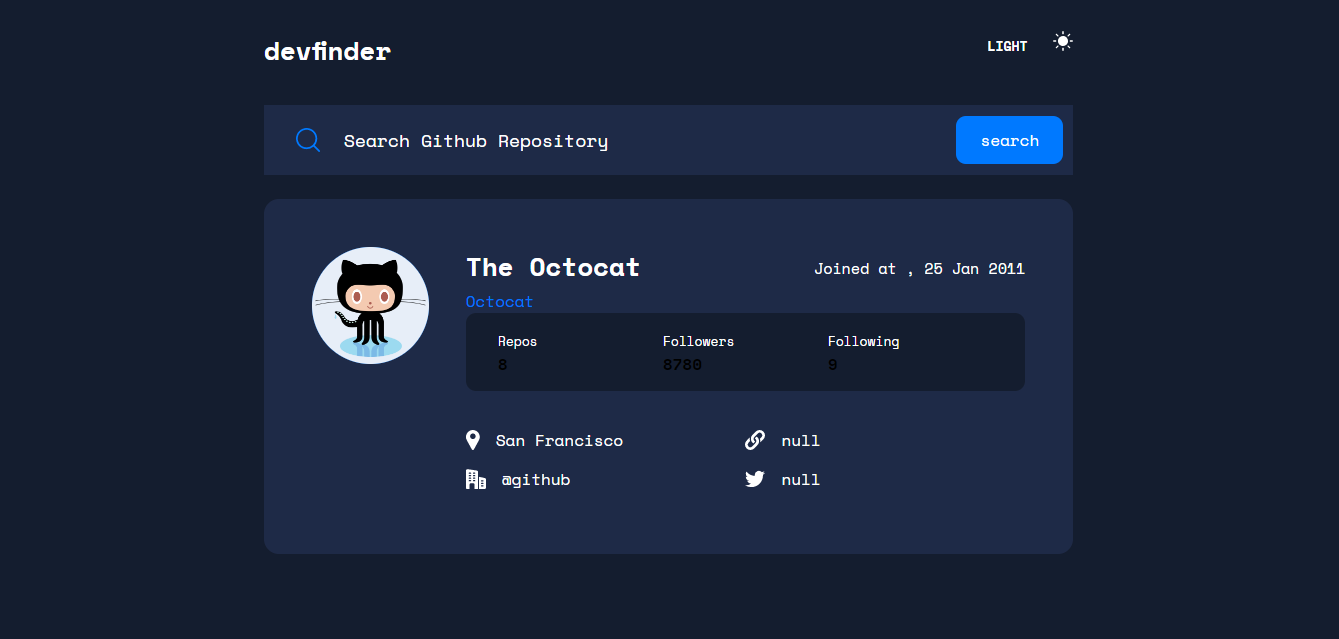 devfinder
LIGHT
Search Github Repository
search
The Octocat
Joined at , 25 Jan 2011
Octocat
Repos Followers Following
8 8780 9
San Francisco null
@github null